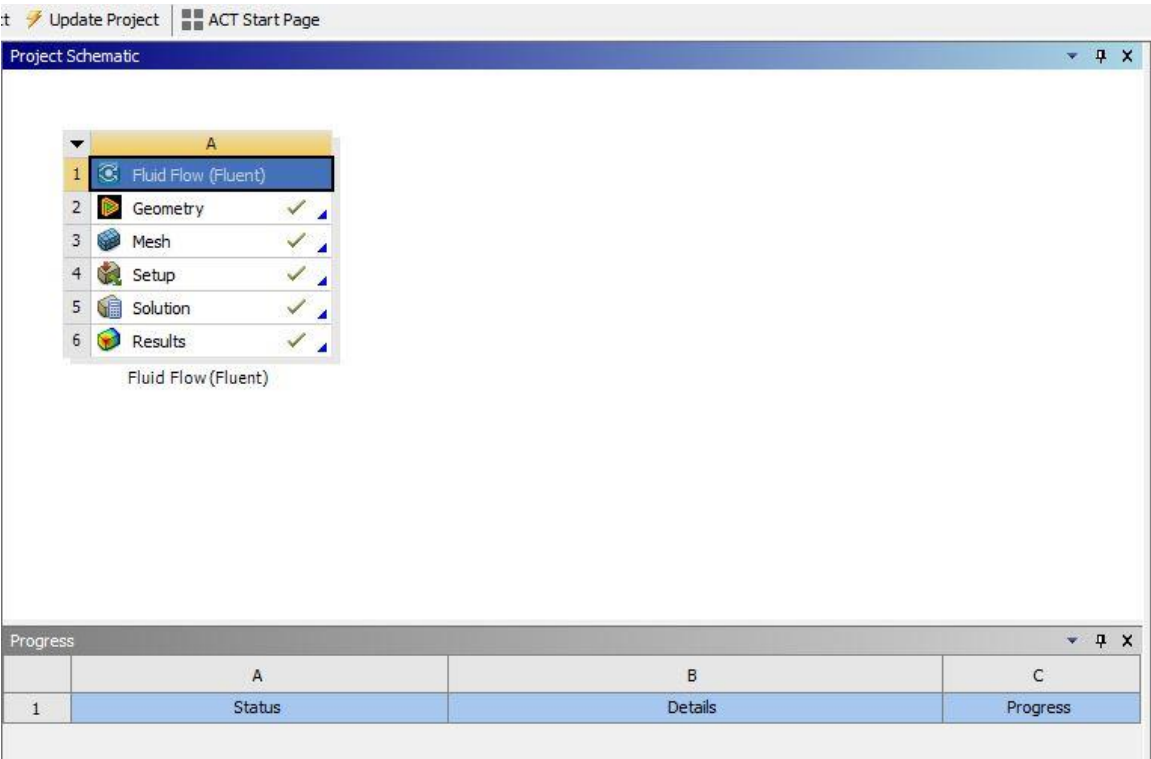 :t Update Project ACT Start Page
Project Schematic
A
1 Fluid Flow (Fluent)
2 Geometry
3 Mesh
4 Setup
5 Solution
6 Results
Fluid Flow (Fluent)
Progress
A B C
1 Status Details Progress